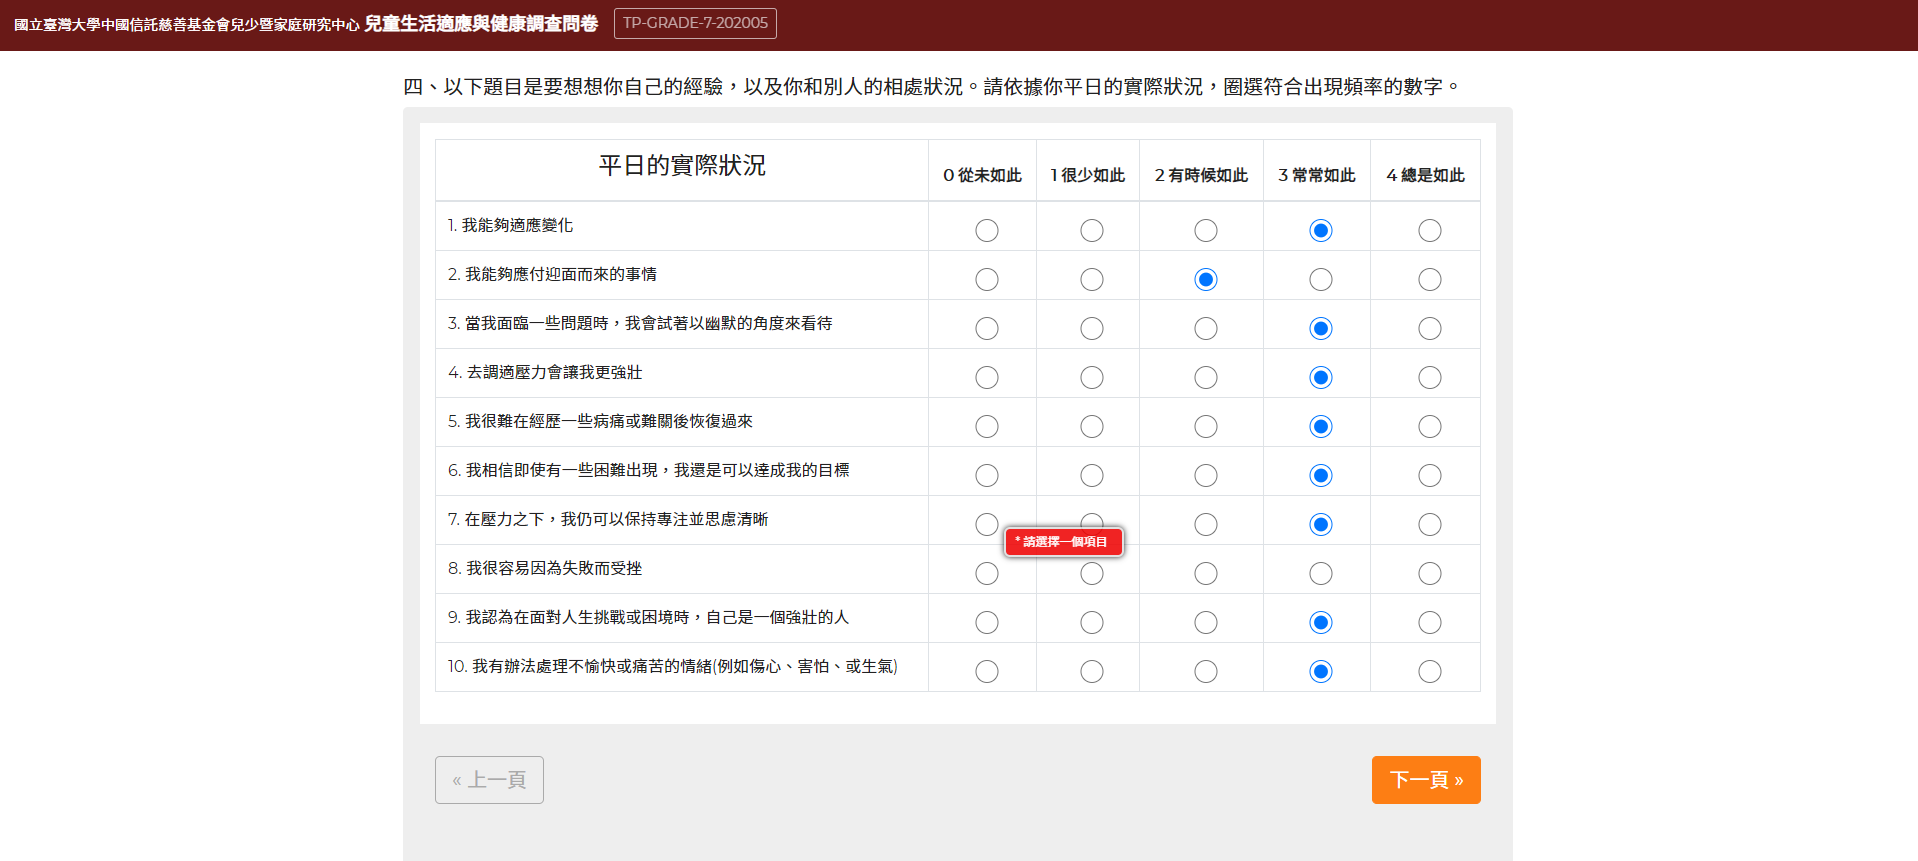 國立臺灣大學中國信託慈善基金會兒少暨家庭研究中心 兒童生活適應與健康調查問卷 TP-GRADE-7-202005
四、以下題目是要想想你自己的經驗，以及你和別人的相處狀況。請依據你平日的實際狀況，圈選符合出現頻率的數字。
平日的實際狀況 0 從未如此 1 很少如此 2 有時候如此 3 常常如此 4 總是如此
1. 我能夠適應變化
2. 我能夠應付迎面而來的事情
3. 當我面臨一些問題時，我會試著以幽默的角度來看待
4. 去調適壓力會讓我更強壯
5. 我很難在經歷一些病痛或難關後恢復過來
6. 我相信即使有一些困難出現，我還是可以達成我的目標
7. 在壓力之下，我仍可以保持專注並思慮清晰
* 請選擇一個項目
8. 我很容易因為失敗而受挫
9. 我認為在面對人生挑戰或困境時，自己是一個強壯的人
10. 我有辦法處理不愉快或痛苦的情緒(例如傷心、害怕、或生氣)
« 上一頁 下一頁 »